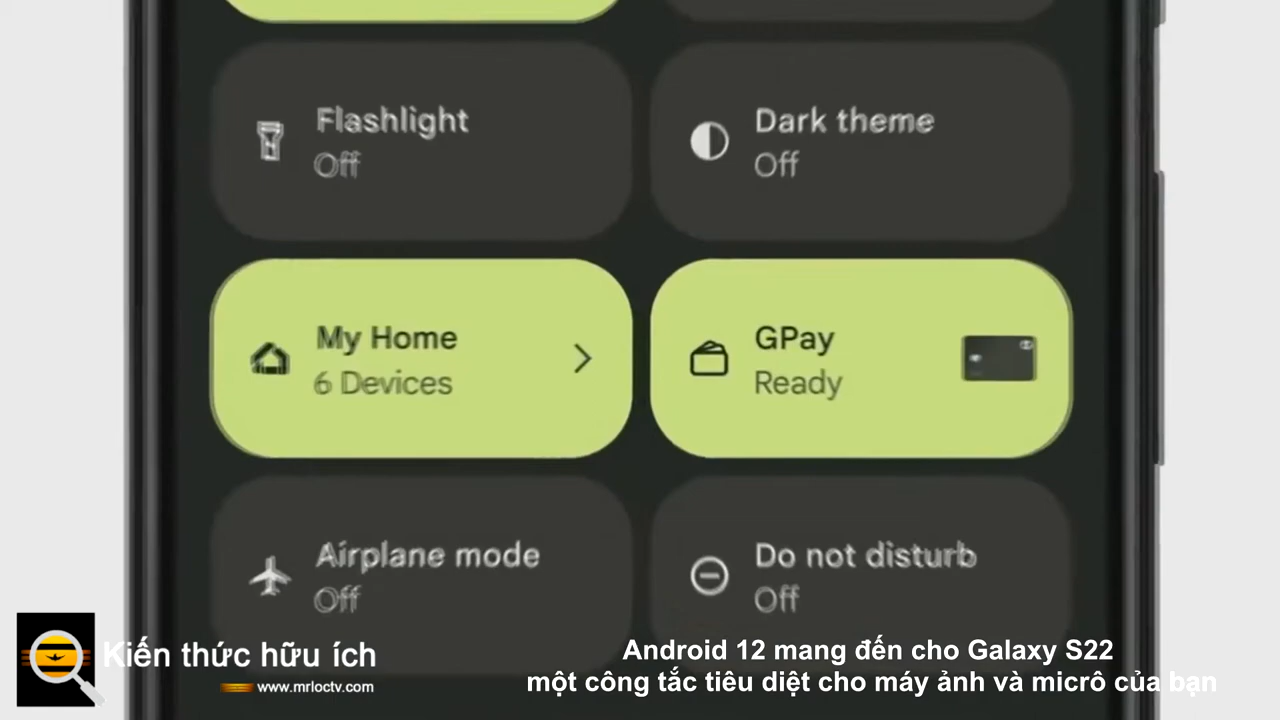 Flashlight
Off
Dark theme
Off
My Home
6 Devices
GPay
Ready
Airplane mode
Off
Do not disturb
Off
Kiến thức hữu ích
www.mrloctv.com
Android 12 mang đến cho Galaxy S22
một công tắc tiêu diệt cho máy ảnh và micrô của bạn